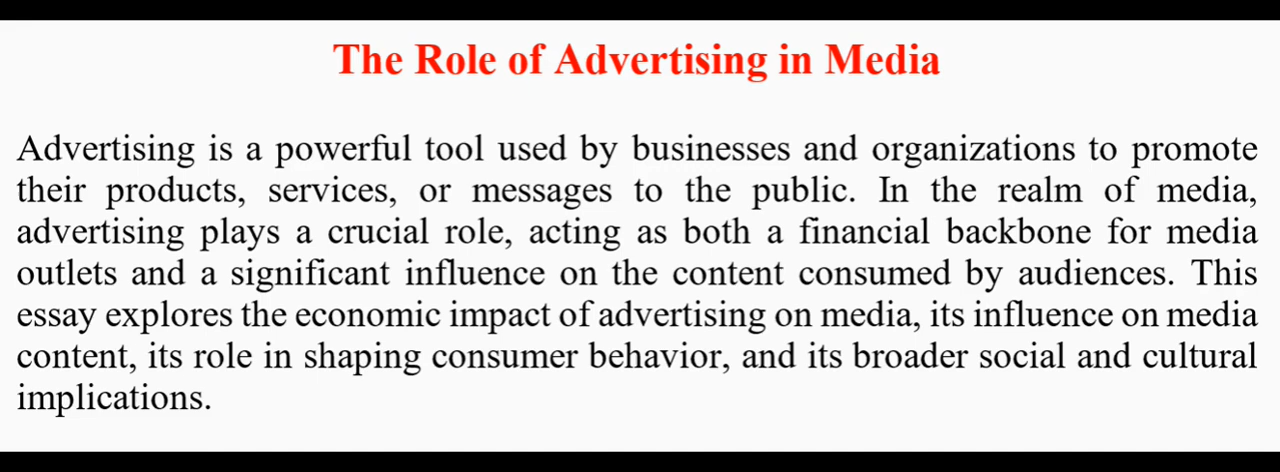 The Role of Advertising in Media
Advertising is a powerful tool used by businesses and organizations to promote
their products, services, or messages to the public. In the realm of media,
advertising plays a crucial role, acting as both a financial backbone for media
outlets and a significant influence on the content consumed by audiences. This
essay explores the economic impact of advertising on media, its influence on media
content, its role in shaping consumer behavior, and its broader social and cultural
implications.